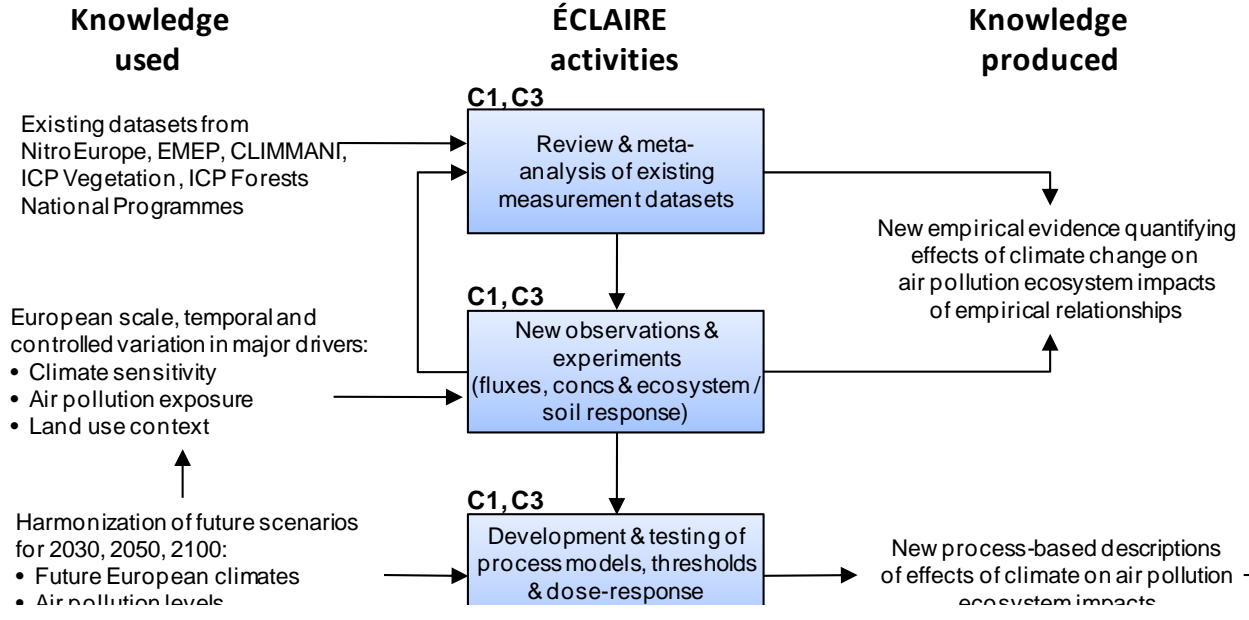 Knowledge
used
ÉCLAIRE
activities
Knowledge
produced
C1, C3
Existing datasets from
NitroEurope, EMEP, CLIMMANI,
ICP Vegetation, ICP Forests
National Programmes
Review & meta-
analysis of existing
measurement datasets
New empirical evidence quantifying
effects of climate change on
air pollution ecosystem impacts
of empirical relationships
C1, C3
European scale, temporal and
controlled variation in major drivers:
• Climate sensitivity
• Air pollution exposure
• Land use context
New observations &
experiments
(fluxes, concs & ecosystem /
soil response)
C1, C3
Harmonization of future scenarios
for 2030, 2050, 2100:
• Future European climates
• Air pollution levels
Development & testing of
process models, thresholds
& dose-response
New process-based descriptions
of effects of climate on air pollution
ecosystem impacts